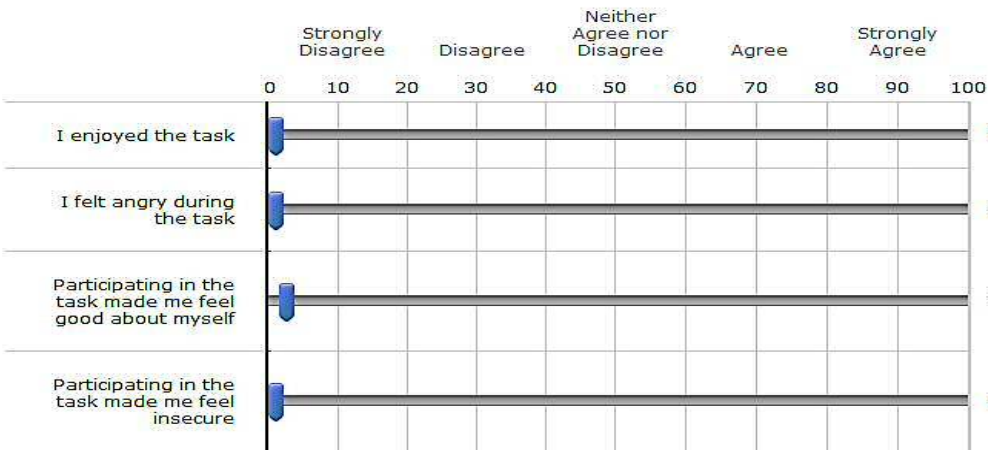 Strongly Disagree
Disagree
Neither Agree nor Disagree
Agree
Strongly Agree
0 10 20 30 40 50 60 70 80 90 100
I enjoyed the task
I felt angry during
the task
Participating in the
task made me feel
good about myself
Participating in the
task made me feel
insecure